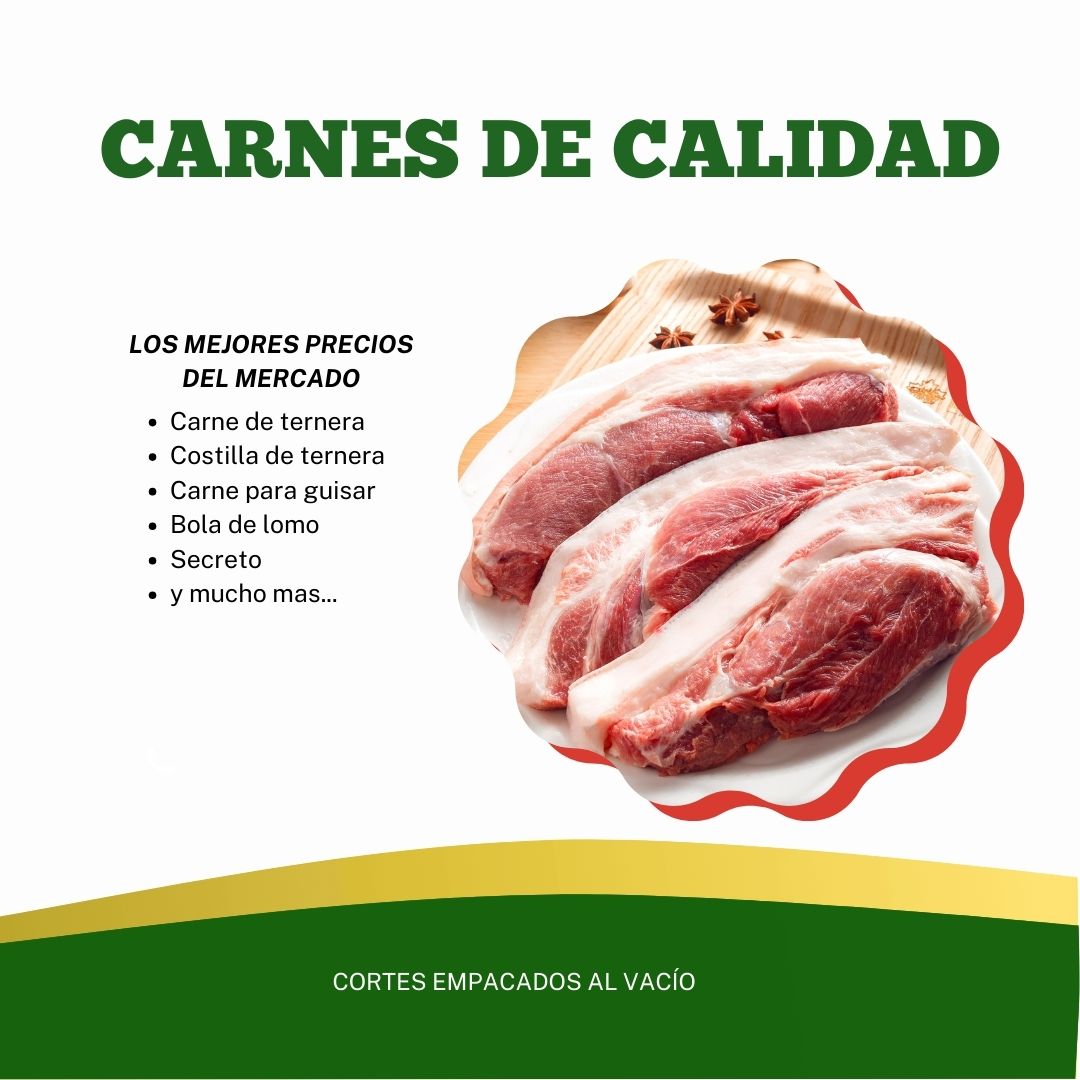 CARNES DE CALIDAD
LOS MEJORES PRECIOS
DEL MERCADO
• Carne de ternera
• Costilla de ternera
• Carne para guisar
• Bola de lomo
• Secreto
• y mucho mas...
CORTES EMPACADOS AL VACÍO